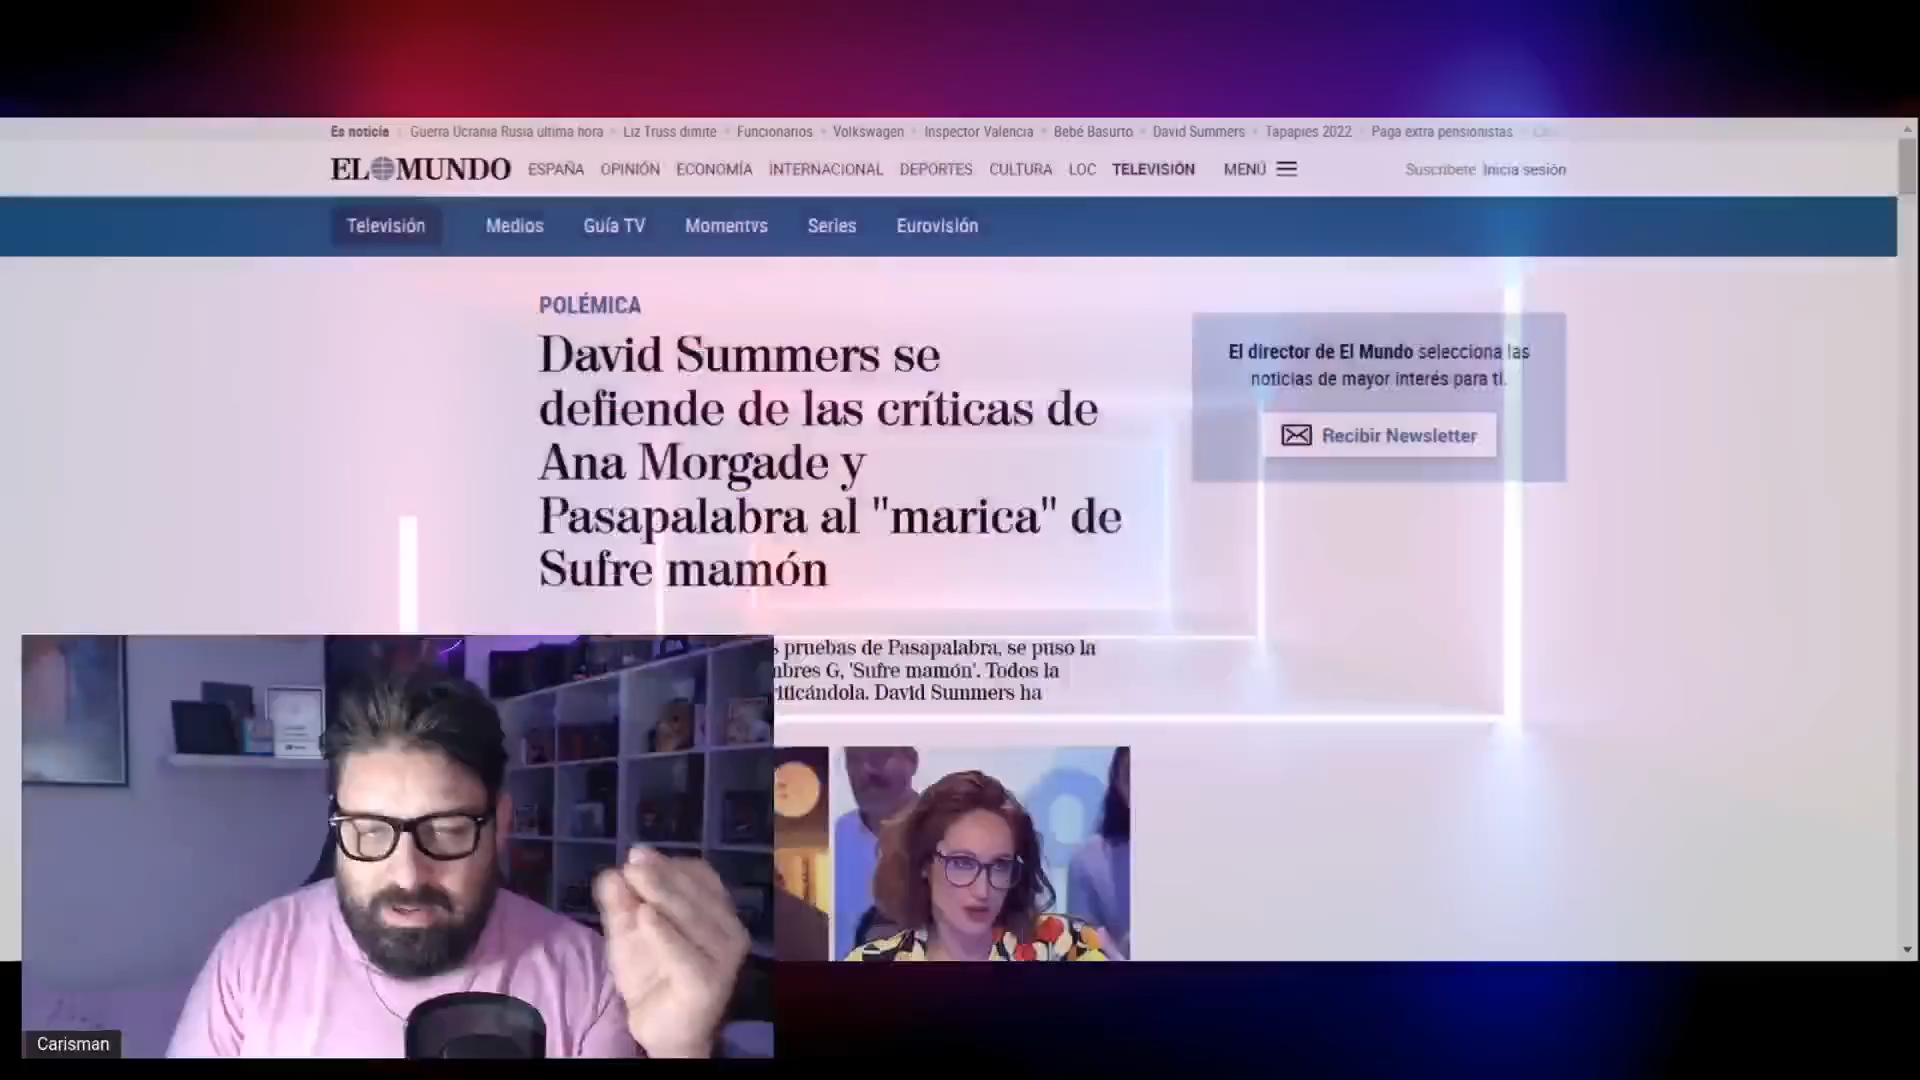 Es noticia Guerra Ucrania Rusia ultima hora Liz Truss dimite Funcionarios Volkswagen Inspector Valencia Bebé Basurto David Summers Tapapies 2022 Paga extra pensionistas
EL MUNDO ESPAÑA OPINIÓN ECONOMÍA INTERNACIONAL DEPORTES CULTURA LOC TELEVISIÓN MENÚ Suscríbete Inicia sesión
Televisión Medios Guía TV Momentvs Series Eurovisión
POLÉMICA
David Summers se
defiende de las críticas de
Ana Morgade y
Pasapalabra al "marica" de
Sufre mamón
El director de El Mundo selecciona las
noticias de mayor interés para ti.
Recibir Newsletter
s pruebas de Pasapalabra, se puso la
mbres G, 'Sufre mamón'. Todos la
riticándola. David Summers ha
Carisman